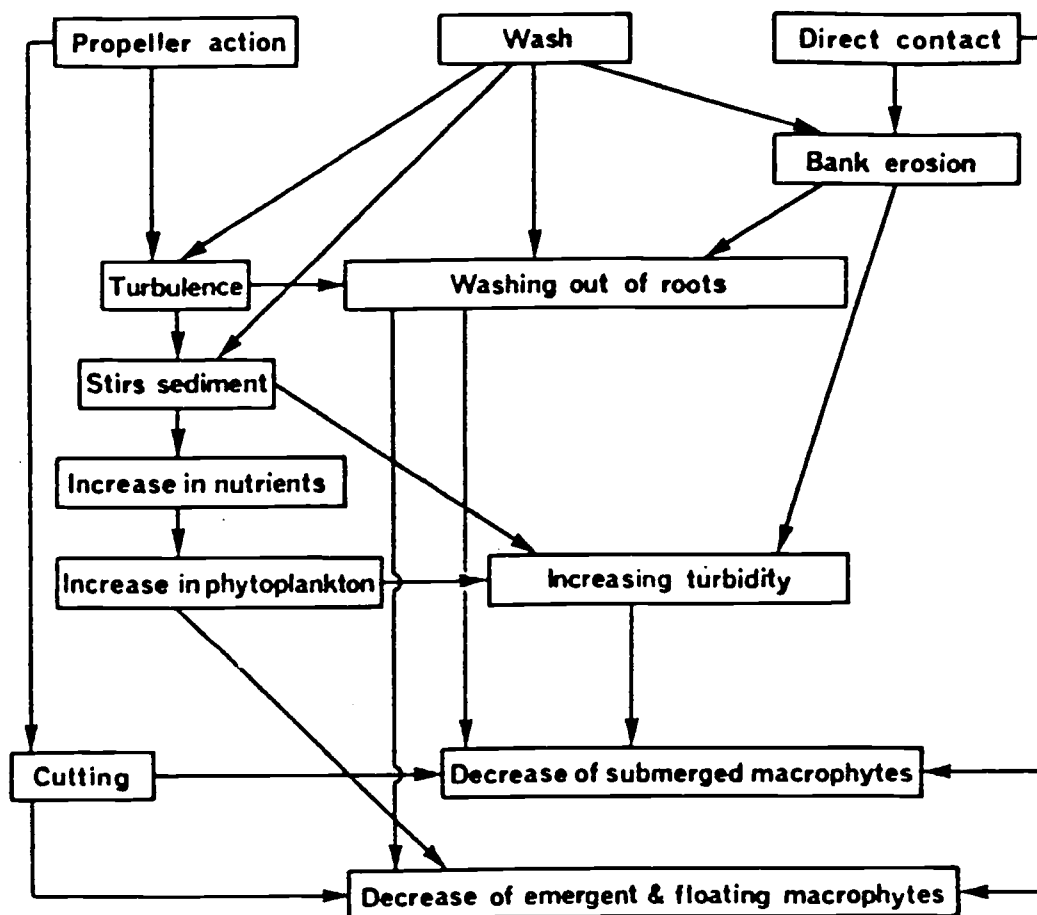 Propeller action
Wash
Direct contact
Bank erosion
Turbulence
Washing out of roots
Stirs sediment
Increase in nutrients
Increase in phytoplankton
Increasing turbidity
Cutting
Decrease of submerged macrophytes
Decrease of emergent & floating macrophytes